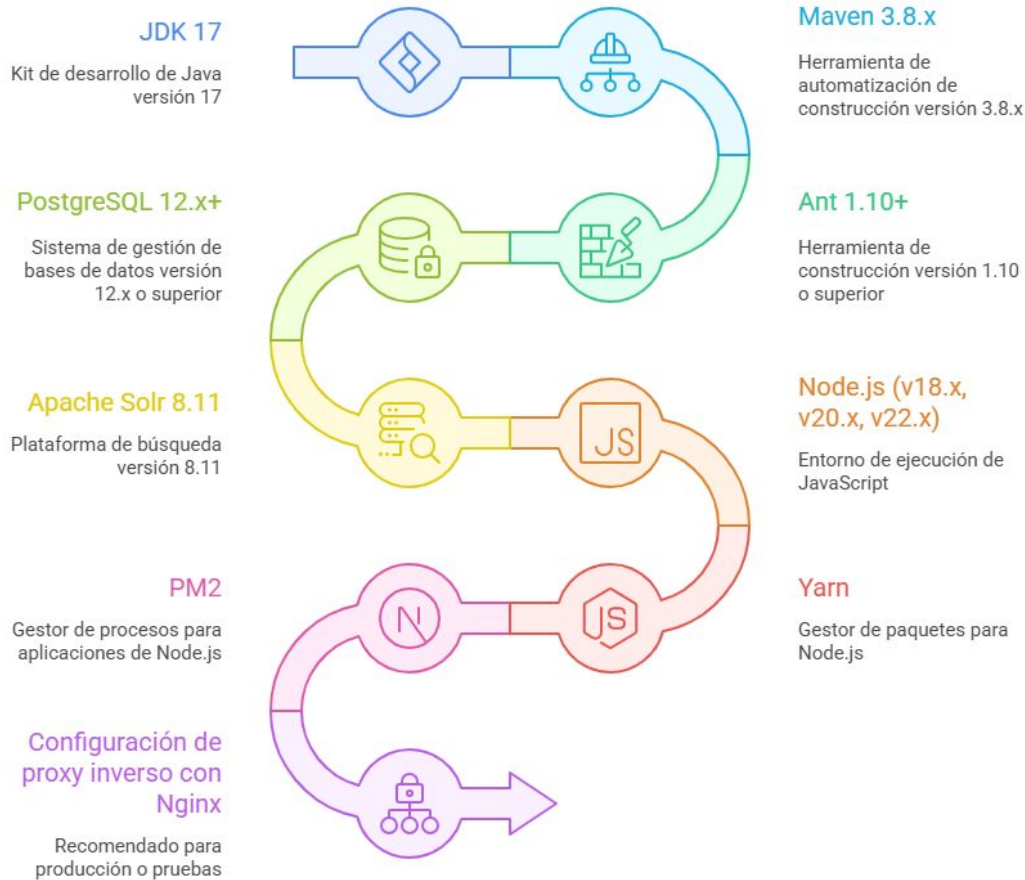 JDK 17
Kit de desarrollo de Java
versión 17
Maven 3.8.x
Herramienta de
automatización de
construcción versión 3.8.x
Ant 1.10+
Herramienta de
construcción versión 1.10
o superior
PostgreSQL 12.x+
Sistema de gestión de
bases de datos versión
12.x o superior
Apache Solr 8.11
Plataforma de búsqueda
versión 8.11
JS
Node.js (v18.x,
v20.x, v22.x)
Entorno de ejecución de
JavaScript
JS
Yarn
Gestor de paquetes para
Node.js
N
PM2
Gestor de procesos para
aplicaciones de Node.js
Configuración de
proxy inverso con
Nginx
Recomendado para
producción o pruebas